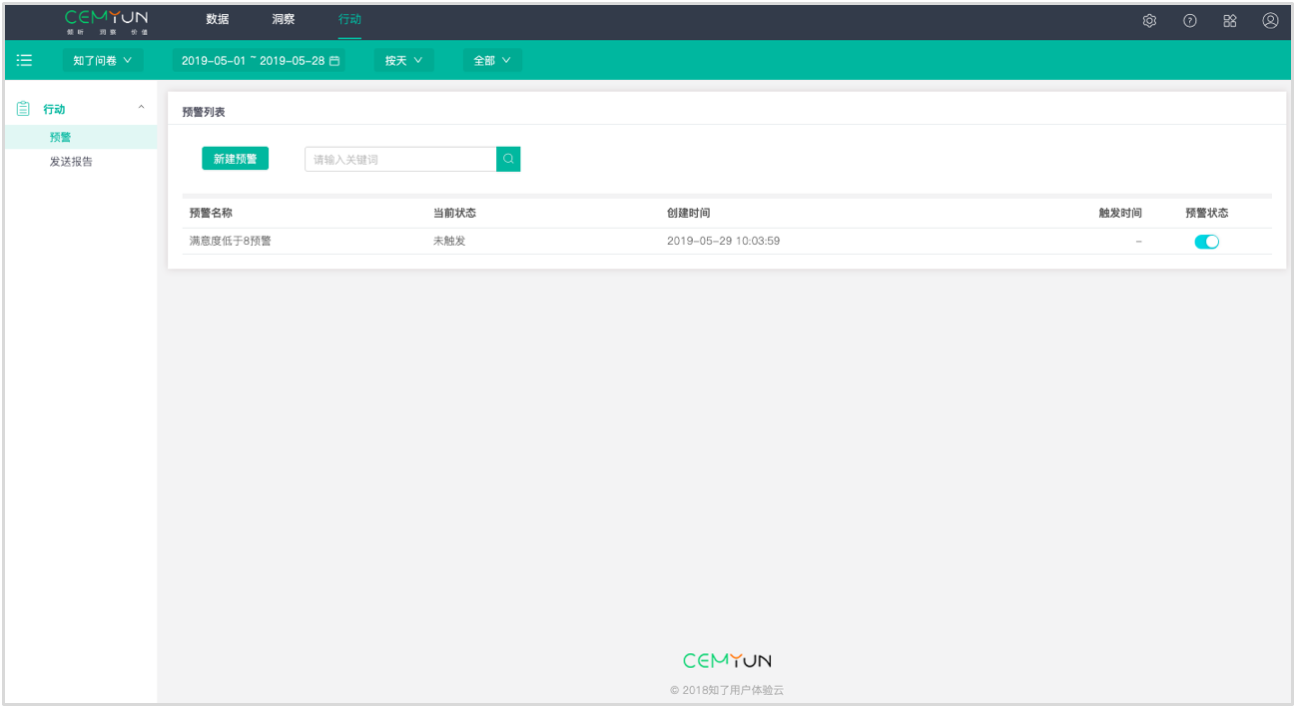 CEMYUN 数据 洞察 行动
倾听 洞察 价值
知了问卷 2019-05-01 ~ 2019-05-28 按天 全部
行动
预警
发送报告
预警列表
新建预警 请输入关键词
预警名称 当前状态 创建时间 触发时间 预警状态
满意度低于8预警 未触发 2019-05-29 10:03:59 -
CEMYUN
© 2018知了用户体验云